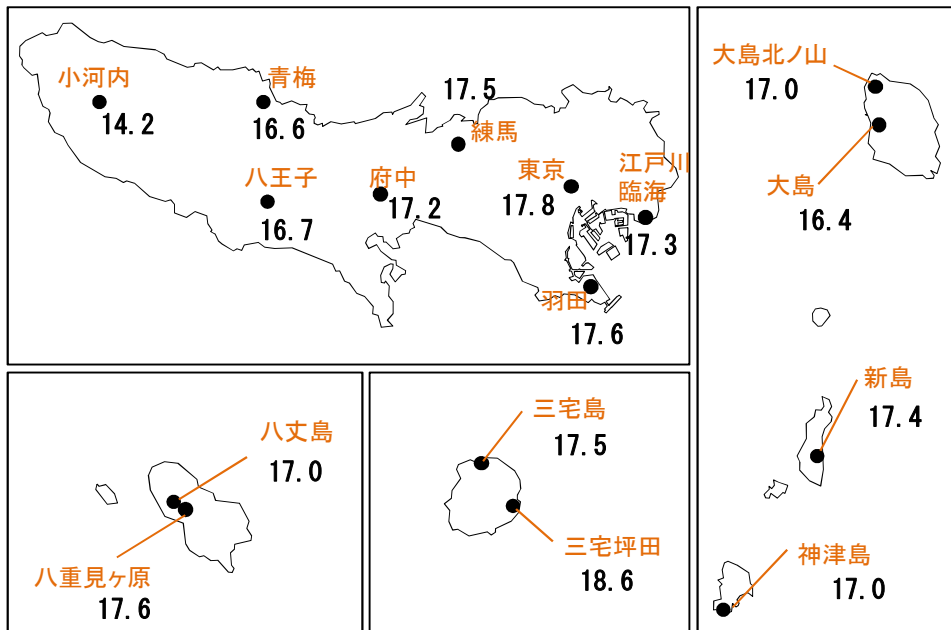 小河内
14.2
青梅
16.6
17.5
練馬
八王子
16.7
府中
17.2
東京
17.8
江戸川
臨海
17.3
羽田
17.6
大島北ノ山
17.0
大島
16.4
新島
17.4
神津島
17.0
八丈島
17.0
八重見ヶ原
17.6
三宅島
17.5
三宅坪田
18.6